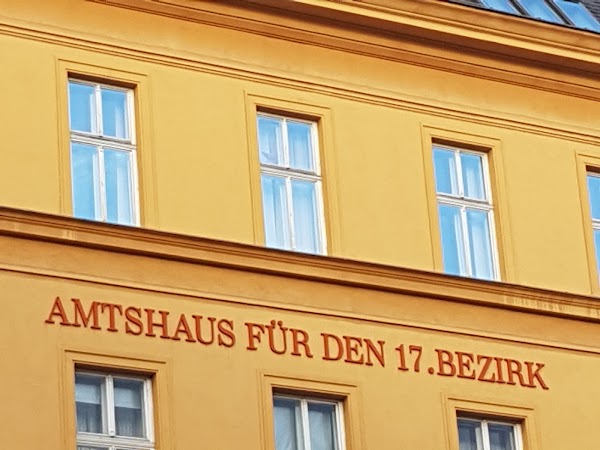 AMTSHAUS FÜR DEN 17.BEZIRK